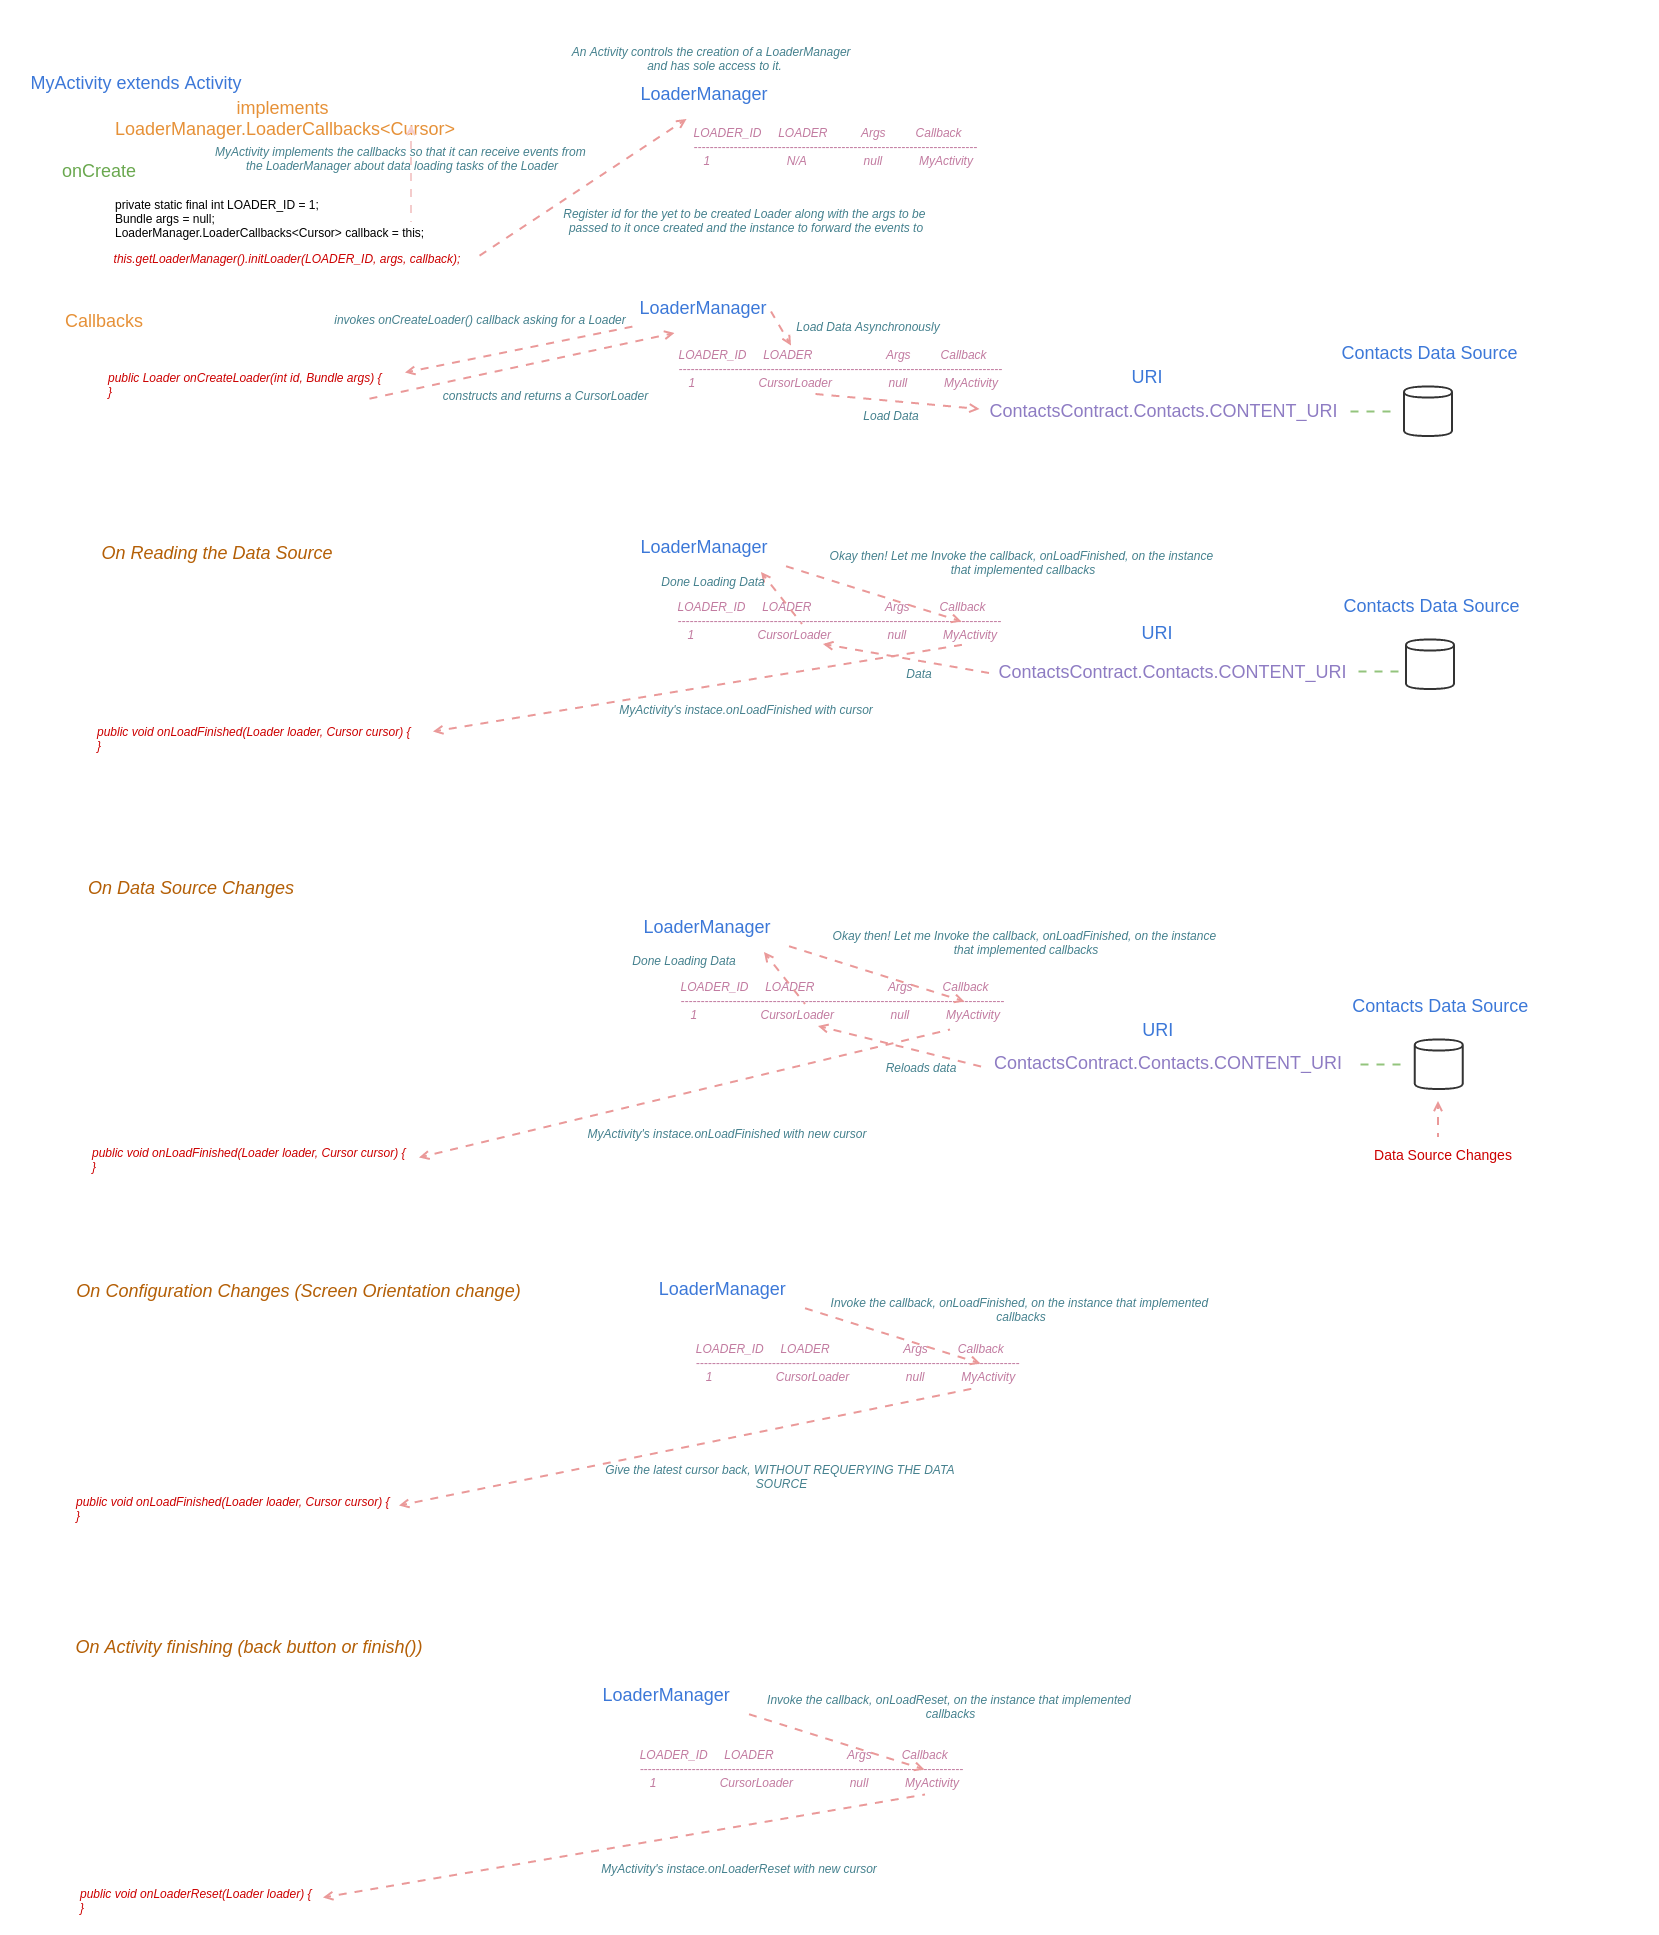 An Activity controls the creation of a LoaderManager
and has sole access to it.
MyActivity extends Activity
LoaderManager
implements
LoaderManager.LoaderCallbacks<Cursor>
LOADER_ID LOADER Args Callback
------------------------------------------------------------------------
1 N/A null MyActivity
MyActivity implements the callbacks so that it can receive events from
the LoaderManager about data loading tasks of the Loader
onCreate
private static final int LOADER_ID = 1;
Bundle args = null;
LoaderManager.LoaderCallbacks<Cursor> callback = this;
Register id for the yet to be created Loader along with the args to be
passed to it once created and the instance to forward the events to
this.getLoaderManager().initLoader(LOADER_ID, args, callback);
LoaderManager
Callbacks
invokes onCreateLoader() callback asking for a Loader
Load Data Asynchronously
LOADER_ID LOADER Args Callback
----------------------------------------------------------------------------------
1 CursorLoader null MyActivity
Contacts Data Source
URI
public Loader onCreateLoader(int id, Bundle args) {
}
constructs and returns a CursorLoader
Load Data
ContactsContract.Contacts.CONTENT_URI
On Reading the Data Source
LoaderManager
Okay then! Let me Invoke the callback, onLoadFinished, on the instance
that implemented callbacks
Done Loading Data
LOADER_ID LOADER Args Callback
----------------------------------------------------------------------------------
1 CursorLoader null MyActivity
Contacts Data Source
URI
Data
ContactsContract.Contacts.CONTENT_URI
MyActivity's instace.onLoadFinished with cursor
public void onLoadFinished(Loader loader, Cursor cursor) {
}
On Data Source Changes
LoaderManager
Okay then! Let me Invoke the callback, onLoadFinished, on the instance
that implemented callbacks
Done Loading Data
LOADER_ID LOADER Args Callback
----------------------------------------------------------------------------------
1 CursorLoader null MyActivity
Contacts Data Source
URI
Reloads data
ContactsContract.Contacts.CONTENT_URI
MyActivity's instace.onLoadFinished with new cursor
public void onLoadFinished(Loader loader, Cursor cursor) {
}
Data Source Changes
On Configuration Changes (Screen Orientation change)
LoaderManager
Invoke the callback, onLoadFinished, on the instance that implemented
callbacks
LOADER_ID LOADER Args Callback
----------------------------------------------------------------------------------
1 CursorLoader null MyActivity
Give the latest cursor back, WITHOUT REQUERYING THE DATA
SOURCE
public void onLoadFinished(Loader loader, Cursor cursor) {
}
On Activity finishing (back button or finish())
LoaderManager
Invoke the callback, onLoadReset, on the instance that implemented
callbacks
LOADER_ID LOADER Args Callback
----------------------------------------------------------------------------------
1 CursorLoader null MyActivity
MyActivity's instace.onLoaderReset with new cursor
public void onLoaderReset(Loader loader) {
}